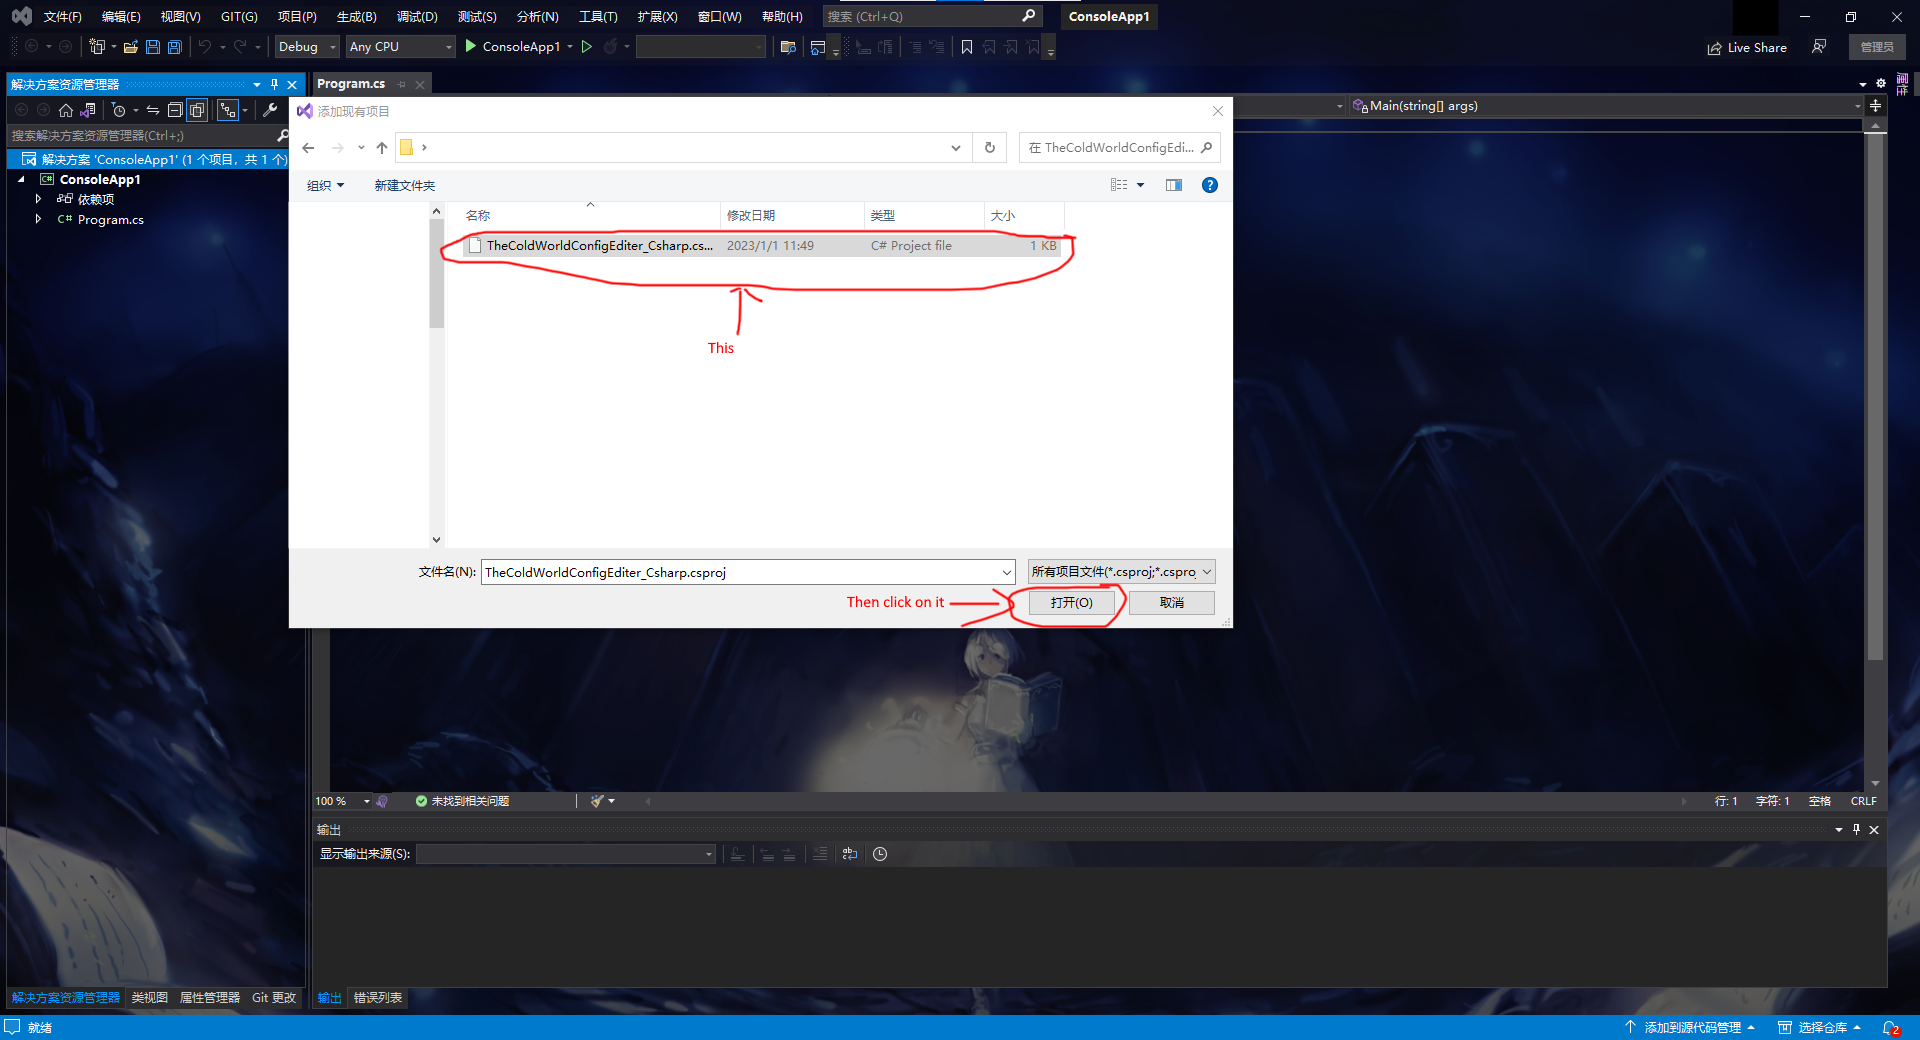 文件(F) 编辑(E) 视图(V) GIT(G) 项目(P) 生成(B) 调试(D) 测试(S) 分析(N) 工具(T) 扩展(X) 窗口(W) 帮助(H) 搜索 (Ctrl+Q) ConsoleApp1
Debug Any CPU ConsoleApp1 Live Share 管理员
解决方案资源管理器
Program.cs
属性
Main(string[] args)
搜索解决方案资源管理器(Ctrl+;)
解决方案 'ConsoleApp1' (1 个项目，共 1 个)
ConsoleApp1
依赖项
C# Program.cs
添加现有项目
在 TheColdWorldConfigEdi...
组织 新建文件夹
名称 修改日期 类型 大小
TheColdWorldConfigEditer_Csharp.cs... 2023/1/1 11:49 C# Project file 1 KB
This
文件名(N): TheColdWorldConfigEditer_Csharp.csproj 所有项目文件(*.csproj;*.csproj
Then click on it 打开(O) 取消
100 % 未找到相关问题 行: 1 字符: 1 空格 CRLF
输出
显示输出来源(S):
解决方案资源管理器 类视图 属性管理器 Git 更改 输出 错误列表
就绪 添加到源代码管理 选择仓库 2